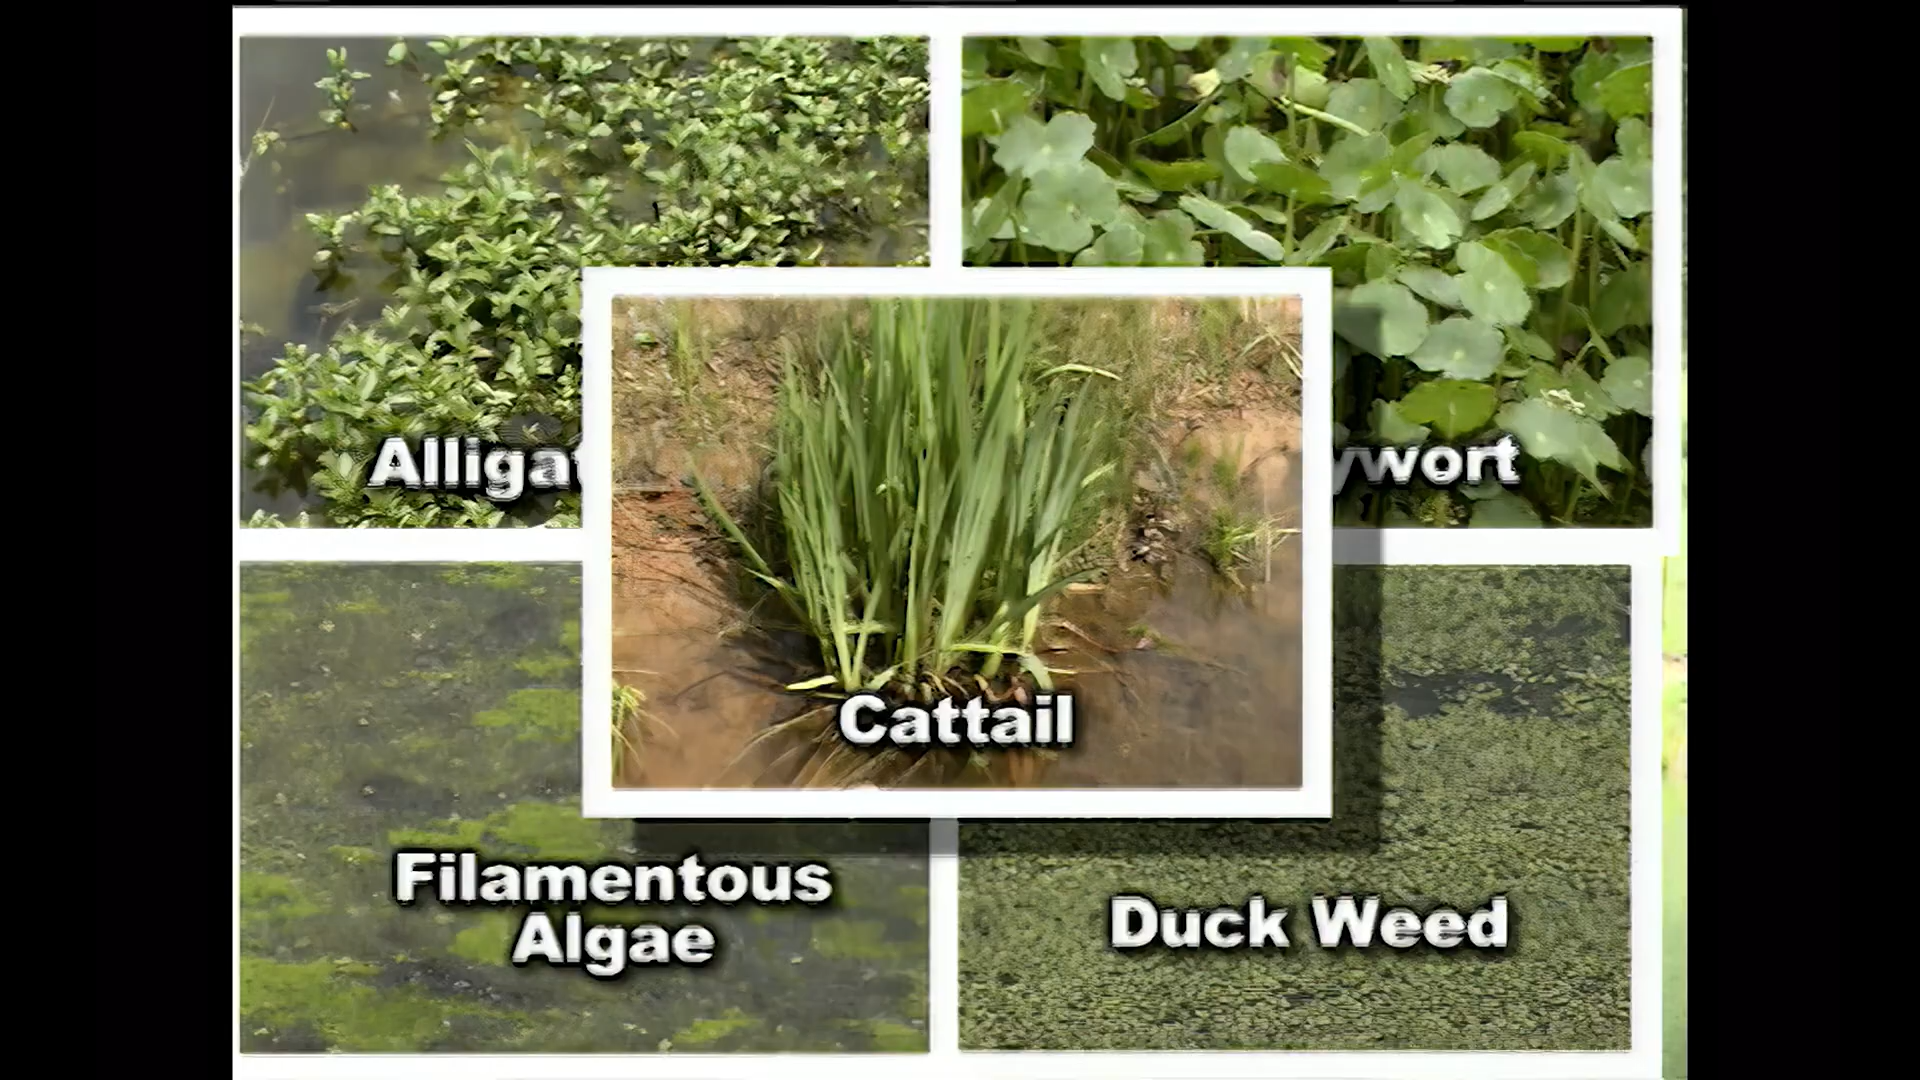 Alligat
ywort
Cattail
Filamentous
Algae
Duck Weed